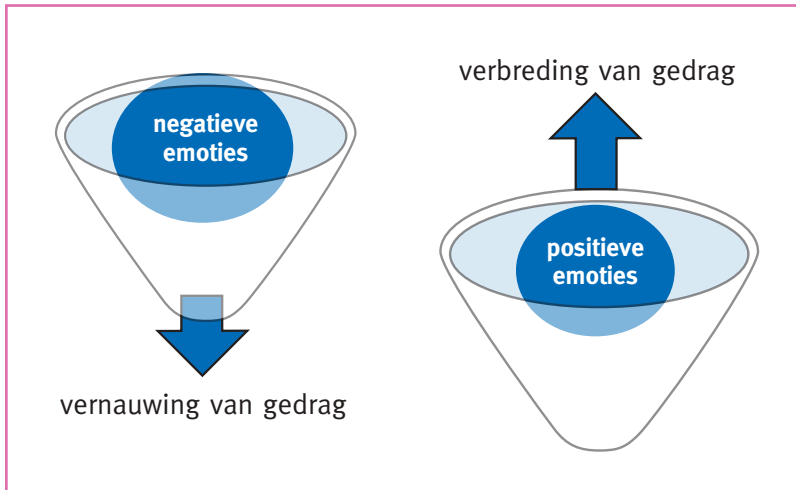 negatieve
emoties
vernauwing van gedrag
verbreding van gedrag
positieve
emoties